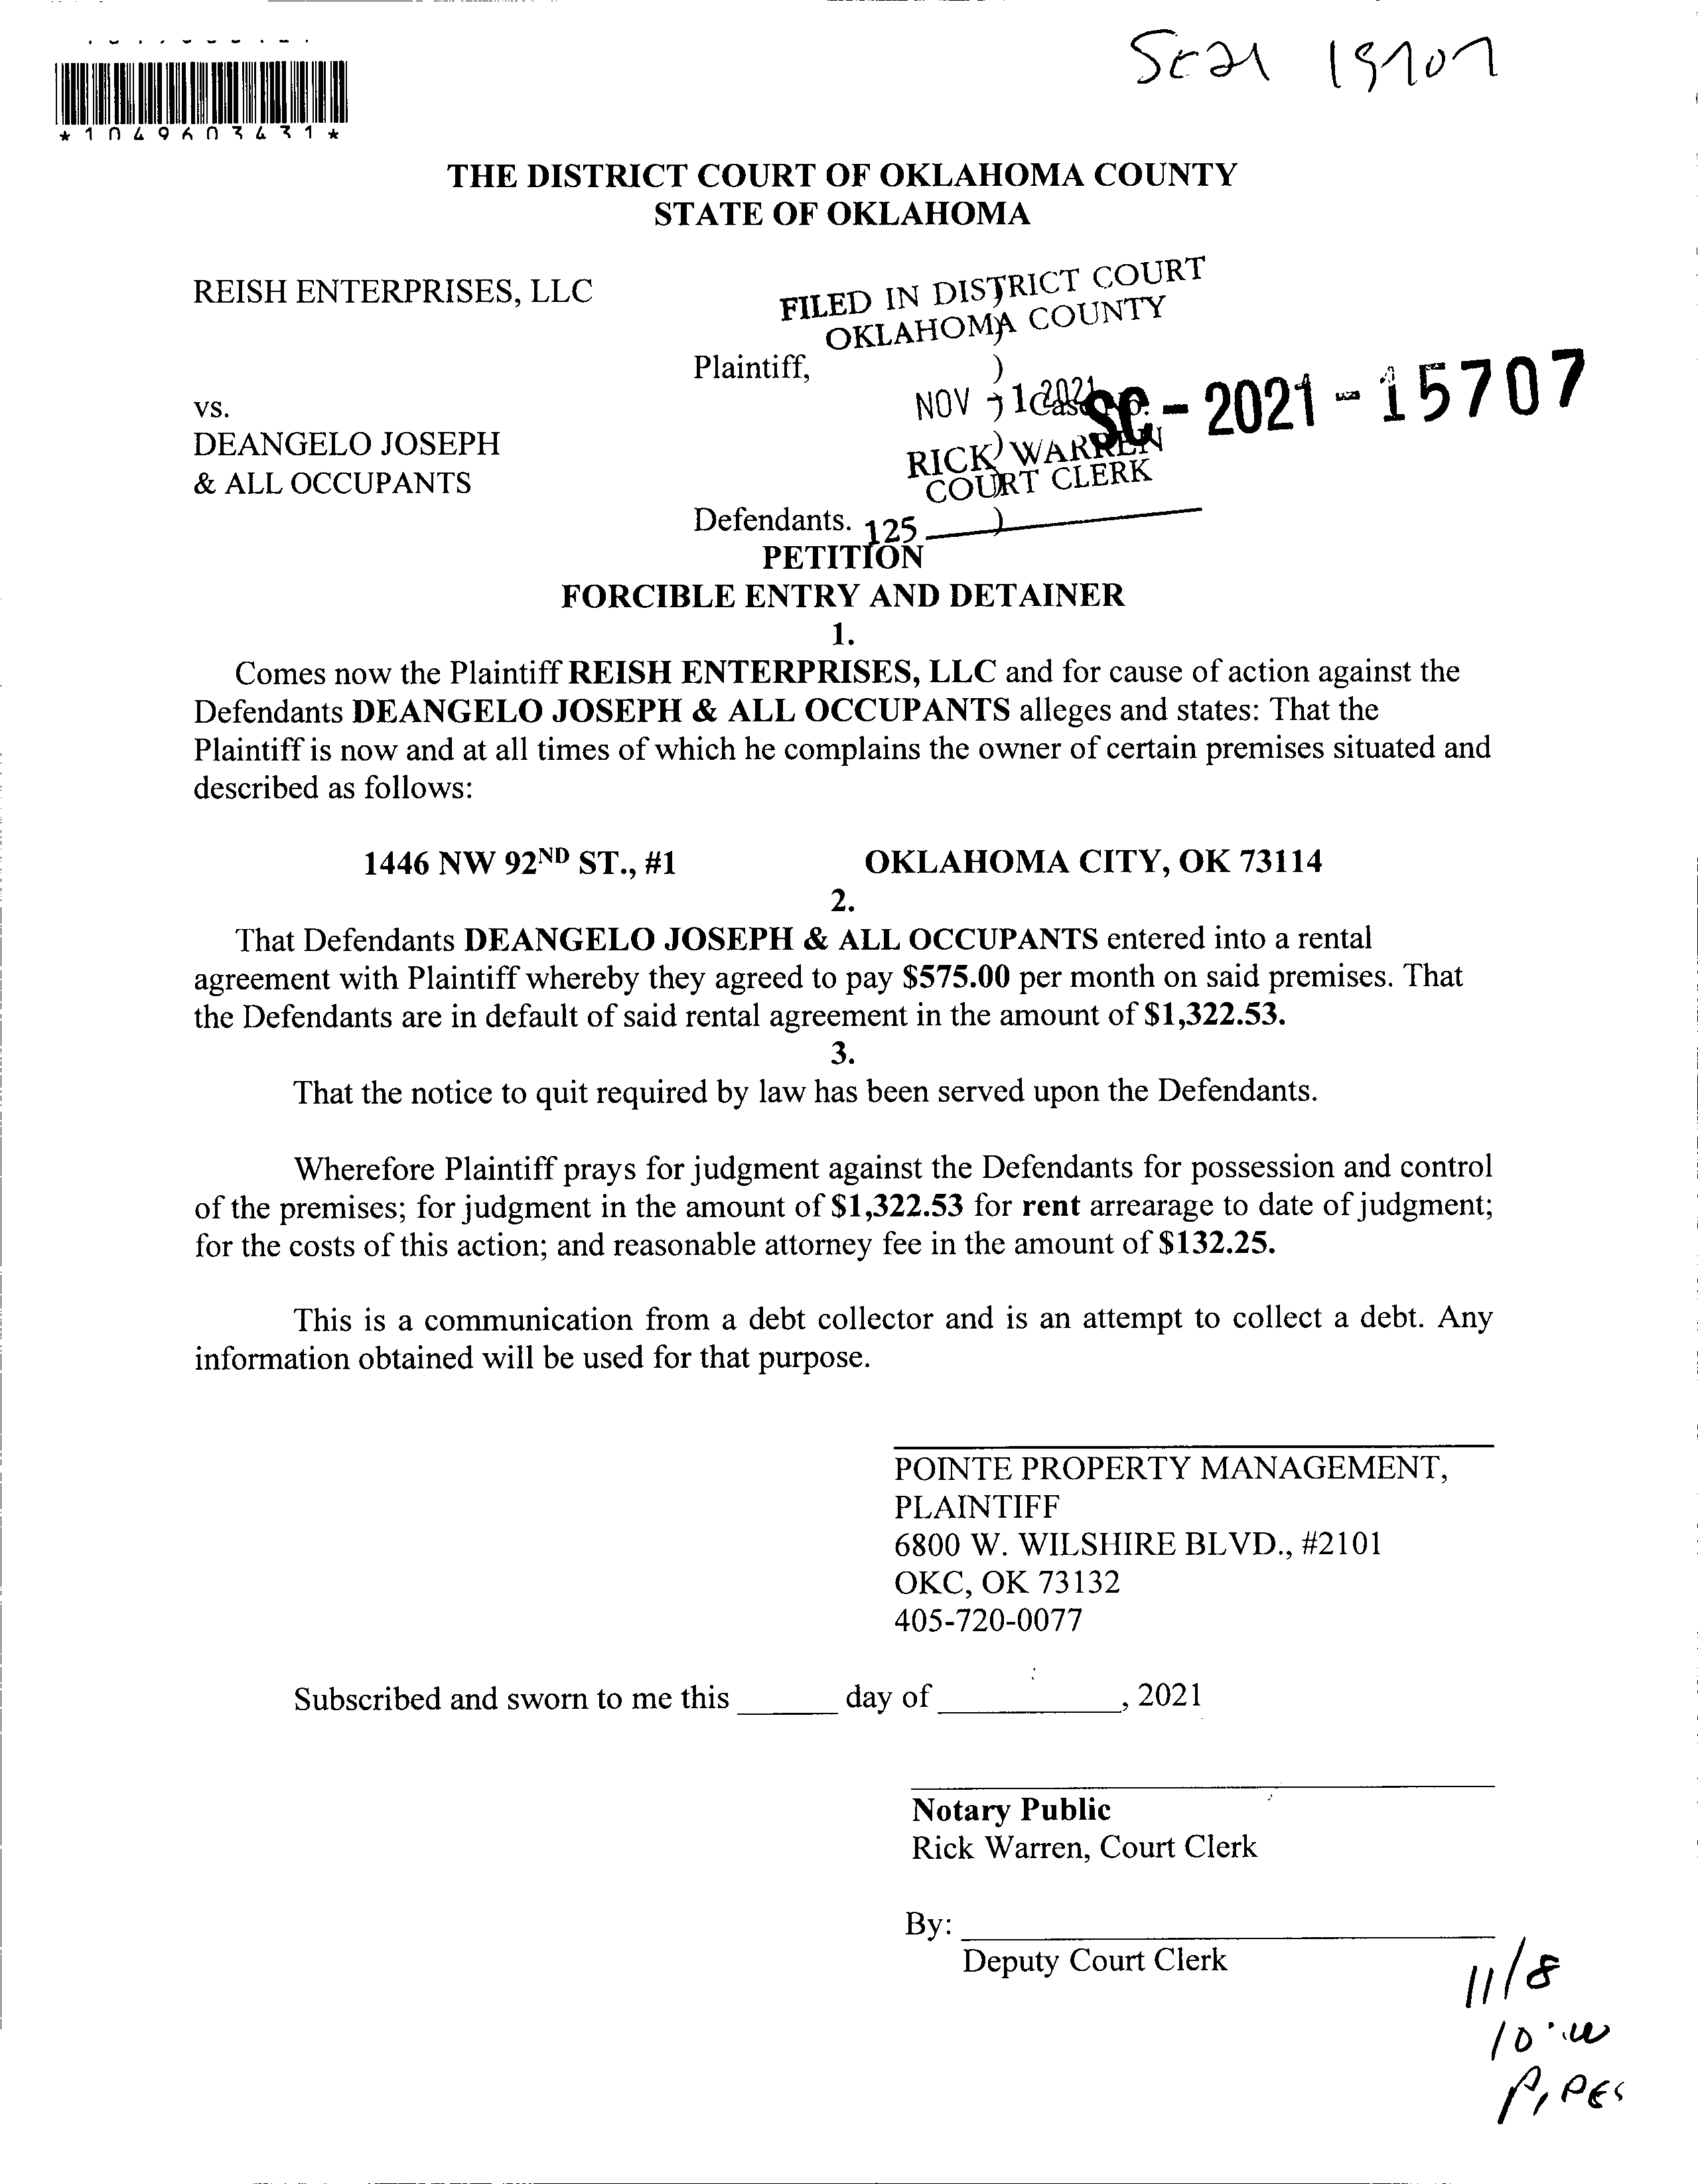 SC21 15707
*1049603431*
THE DISTRICT COURT OF OKLAHOMA COUNTY
STATE OF OKLAHOMA
REISH ENTERPRISES, LLC
FILED IN DISTRICT COURT
OKLAHOMA COUNTY
Plaintiff,
NOV - 1 2021
Case No.
SC - 2021 - 15707
vs.
DEANGELO JOSEPH
& ALL OCCUPANTS
RICK WARREN
COURT CLERK
Defendants.
125
PETITION
FORCIBLE ENTRY AND DETAINER
1.
Comes now the Plaintiff REISH ENTERPRISES, LLC and for cause of action against the
Defendants DEANGELO JOSEPH & ALL OCCUPANTS alleges and states: That the
Plaintiff is now and at all times of which he complains the owner of certain premises situated and
described as follows:
1446 NW 92ND ST., #1 OKLAHOMA CITY, OK 73114
2.
That Defendants DEANGELO JOSEPH & ALL OCCUPANTS entered into a rental
agreement with Plaintiff whereby they agreed to pay $575.00 per month on said premises. That
the Defendants are in default of said rental agreement in the amount of $1,322.53.
3.
That the notice to quit required by law has been served upon the Defendants.
Wherefore Plaintiff prays for judgment against the Defendants for possession and control
of the premises; for judgment in the amount of $1,322.53 for rent arrearage to date of judgment;
for the costs of this action; and reasonable attorney fee in the amount of $132.25.
This is a communication from a debt collector and is an attempt to collect a debt. Any
information obtained will be used for that purpose.
POINTE PROPERTY MANAGEMENT,
PLAINTIFF
6800 W. WILSHIRE BLVD., #2101
OKC, OK 73132
405-720-0077
Subscribed and sworn to me this ______ day of ___________, 2021
Notary Public
Rick Warren, Court Clerk
By: ______________________________
Deputy Court Clerk
11/8
PIPES